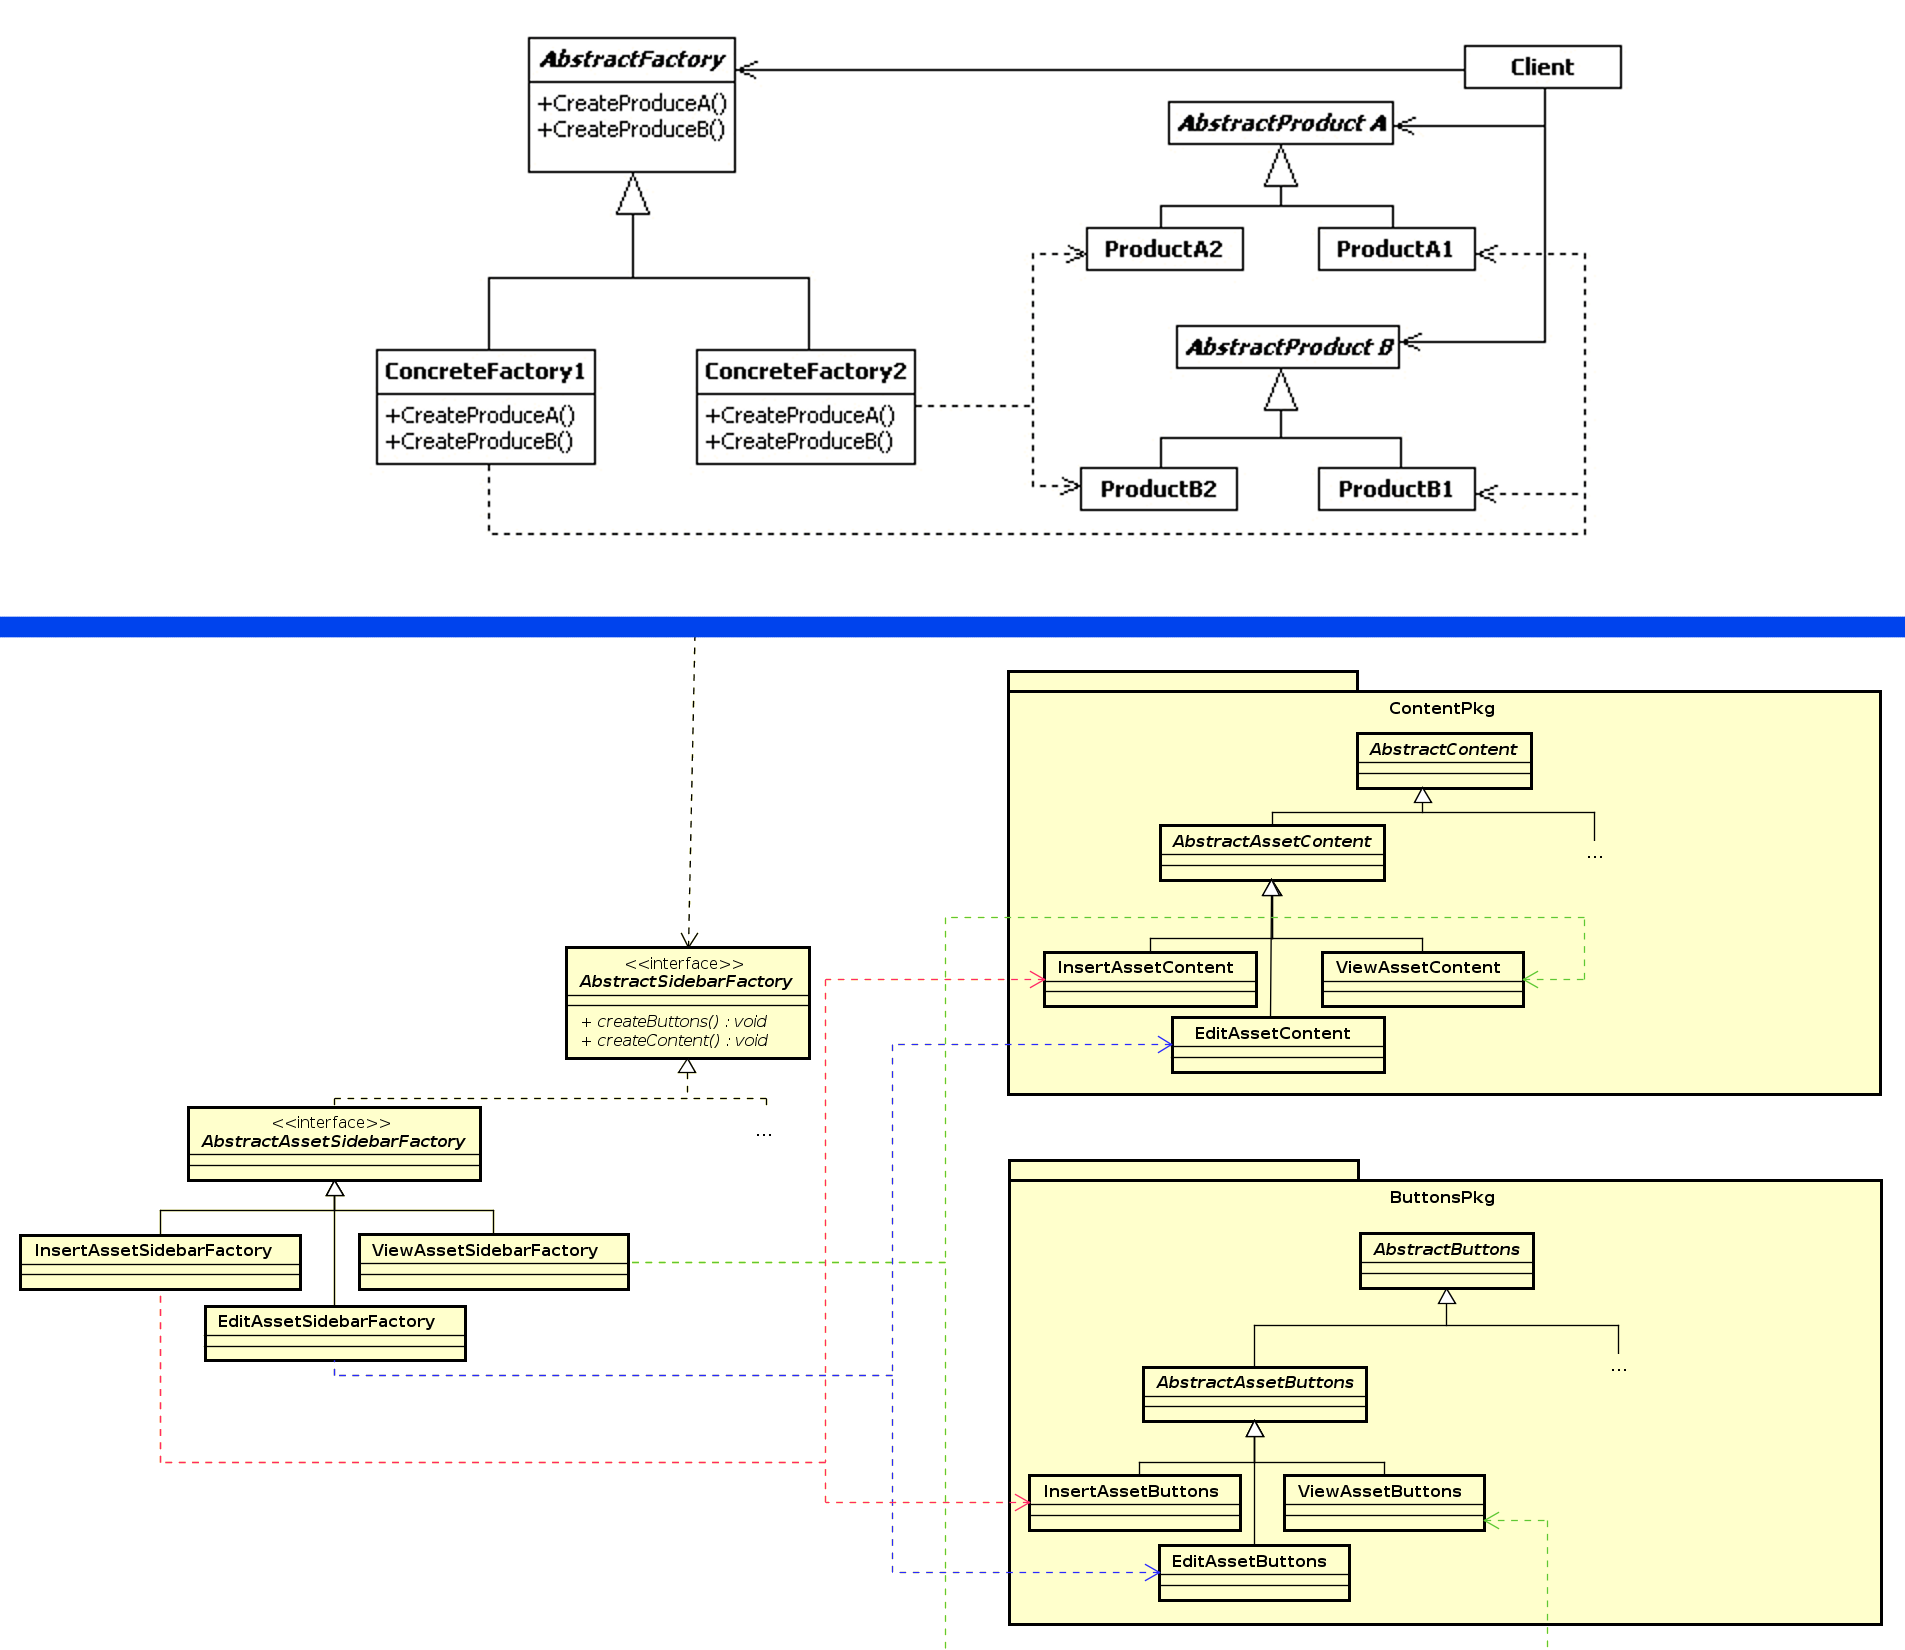 AbstractFactory
+CreateProduceA()
+CreateProduceB()
Client
AbstractProduct A
ProductA2
ProductA1
AbstractProduct B
ProductB2
ProductB1
ConcreteFactory1
+CreateProduceA()
+CreateProduceB()
ConcreteFactory2
+CreateProduceA()
+CreateProduceB()
ContentPkg
AbstractContent
AbstractAssetContent
...
InsertAssetContent
ViewAssetContent
EditAssetContent
<<interface>>
AbstractSidebarFactory
+ createButtons() : void
+ createContent() : void
<<interface>>
AbstractAssetSidebarFactory
...
InsertAssetSidebarFactory
ViewAssetSidebarFactory
EditAssetSidebarFactory
ButtonsPkg
AbstractButtons
...
AbstractAssetButtons
InsertAssetButtons
ViewAssetButtons
EditAssetButtons